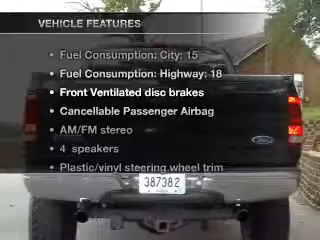 VEHICLE FEATURES
• Fuel Consumption: City: 15
• Fuel Consumption: Highway: 18
• Front Ventilated disc brakes
• Cancellable Passenger Airbag
• AM/FM stereo
• 4 speakers
• Plastic/vinyl steering wheel trim
Ford
387382